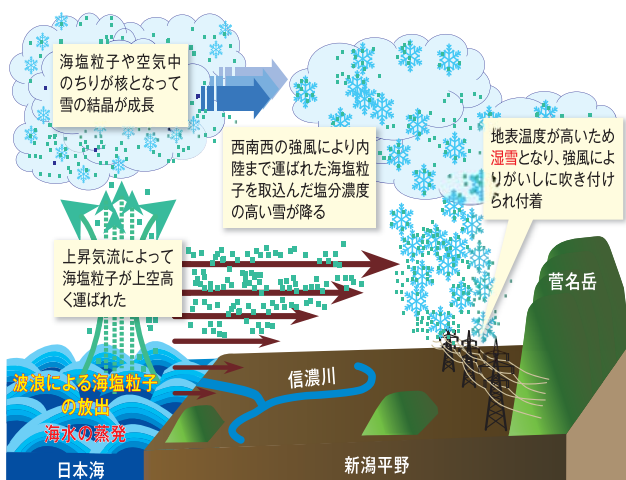 海塩粒子や空気中
のちりが核となって
雪の結晶が成長
西南西の強風により内
陸まで運ばれた海塩粒
子を取込んだ塩分濃度
の高い雪が降る
地表温度が高いため
湿雪となり、強風によ
りがいしに吹き付け
られ付着
上昇気流によって
海塩粒子が上空高
く運ばれた
菅名岳
波浪による海塩粒子
の放出
海水の蒸発
信濃川
日本海
新潟平野